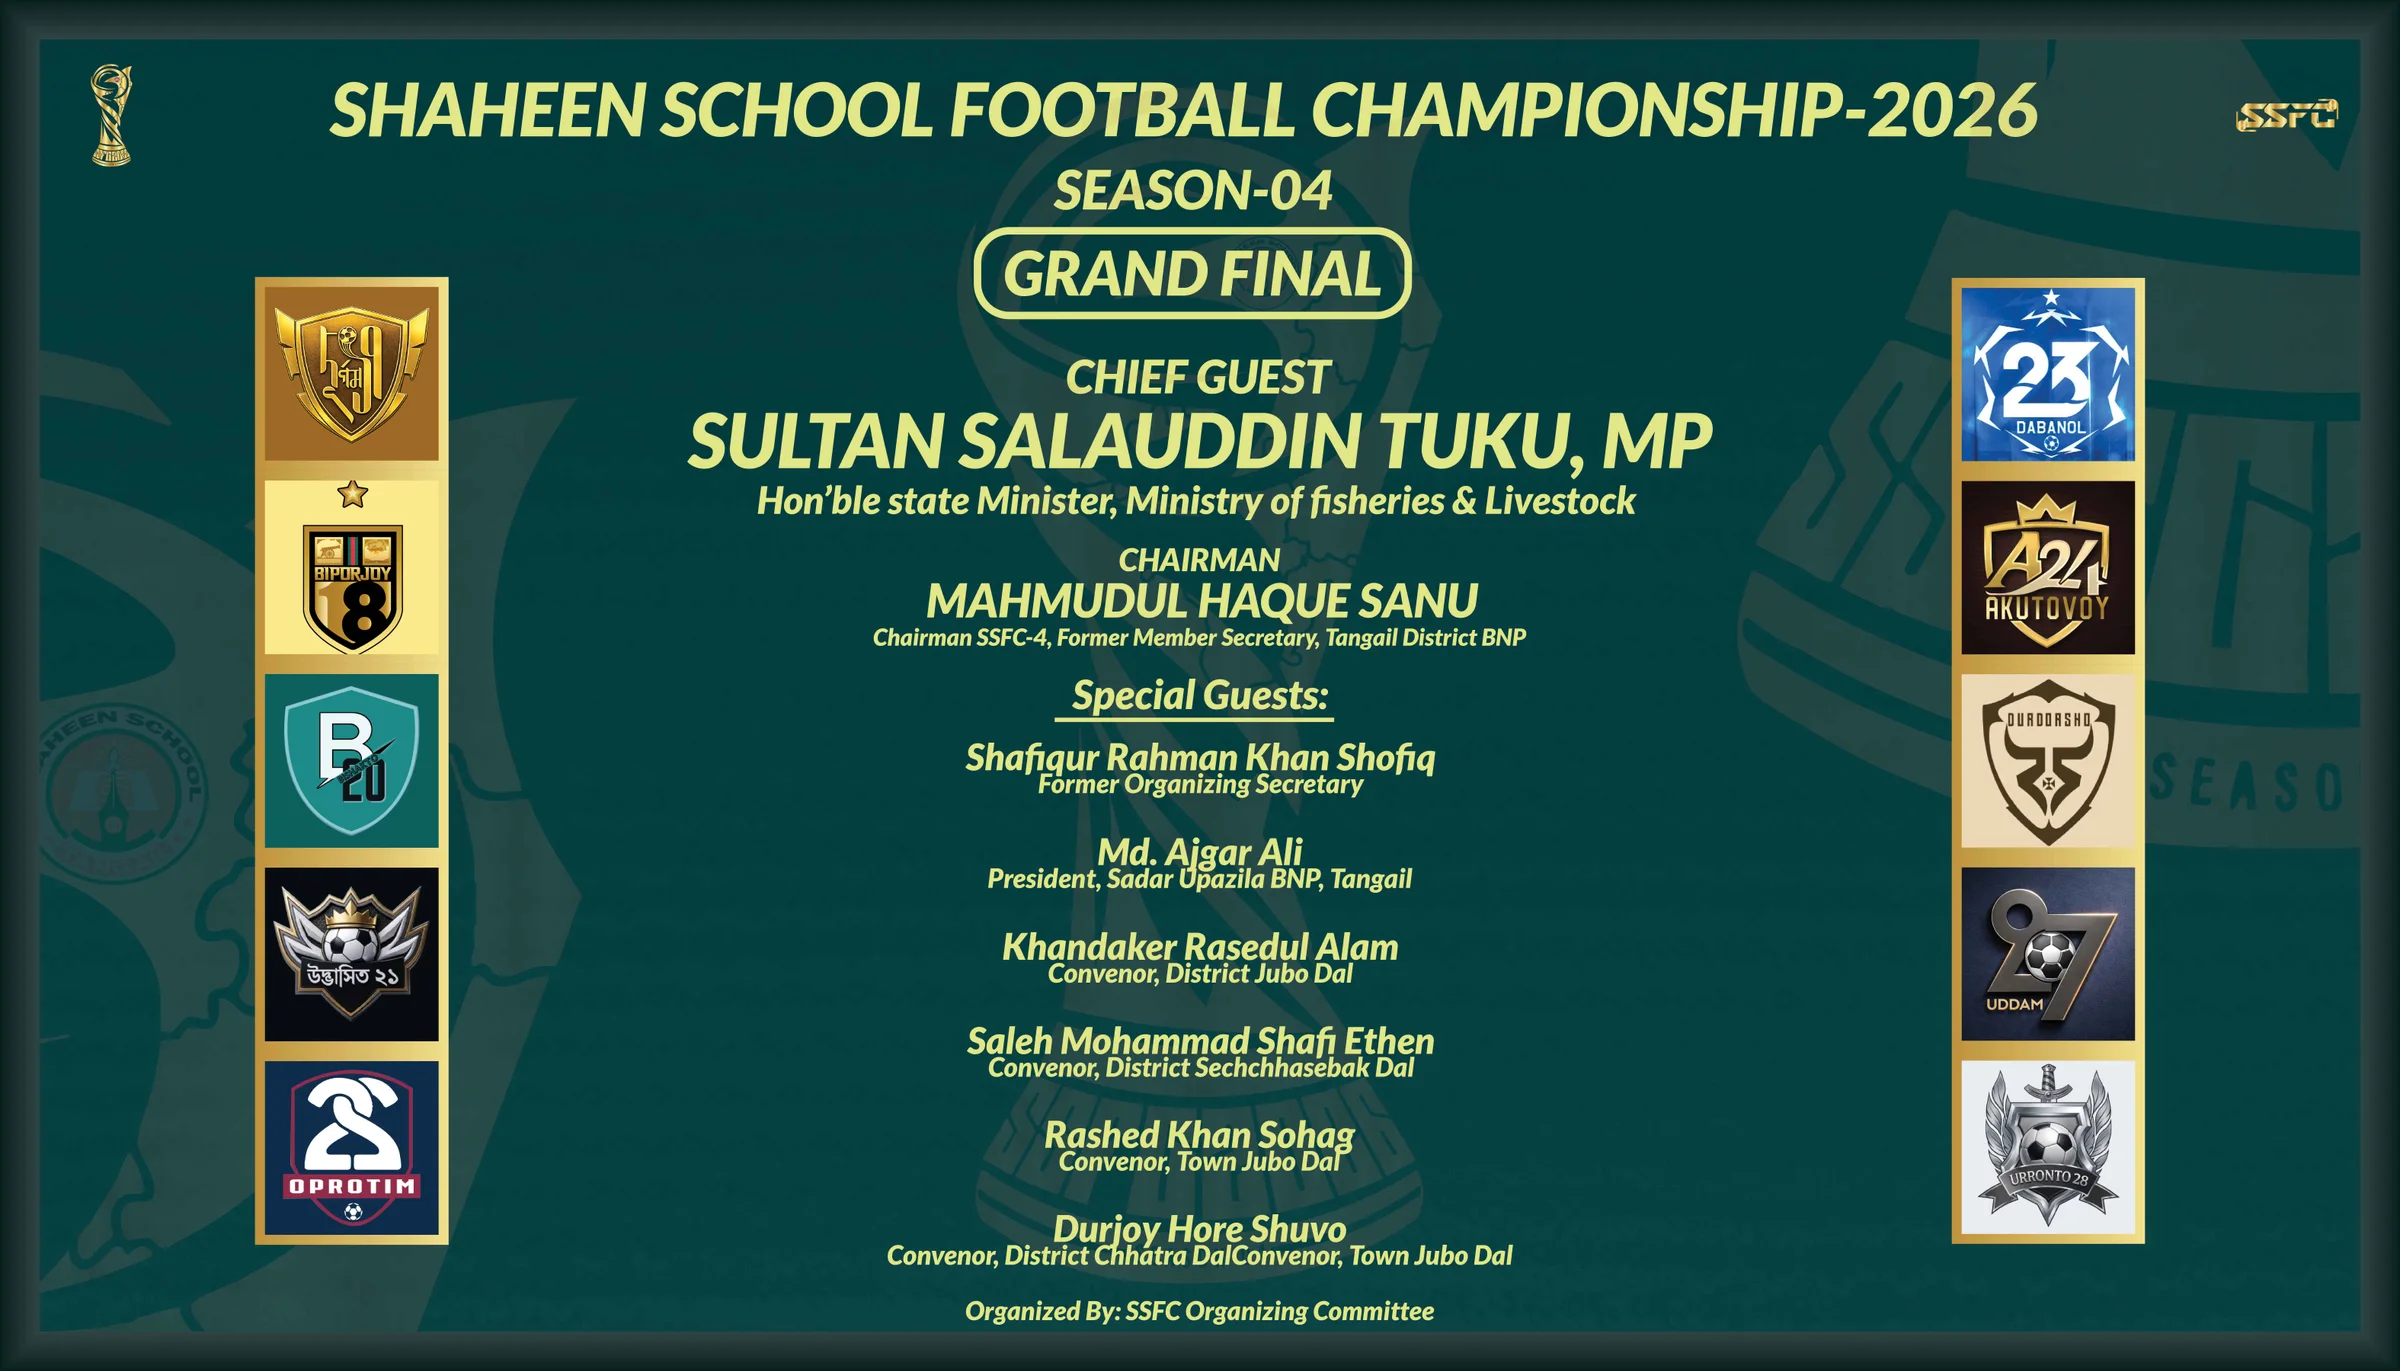 SHAHEEN SCHOOL FOOTBALL CHAMPIONSHIP-2026
SSFC
SEASON-04
GRAND FINAL
CHIEF GUEST
SULTAN SALAUDDIN TUKU, MP
Hon’ble state Minister, Ministry of fisheries & Livestock
CHAIRMAN
MAHMUDUL HAQUE SANU
Chairman SSFC-4, Former Member Secretary, Tangail District BNP
Special Guests:
Shafiqur Rahman Khan Shofiq
Former Organizing Secretary
Md. Ajgar Ali
President, Sadar Upazila BNP, Tangail
Khandaker Rasedul Alam
Convenor, District Jubo Dal
Saleh Mohammad Shafi Ethen
Convenor, District Sechchhasebak Dal
Rashed Khan Sohag
Convenor, Town Jubo Dal
Durjoy Hore Shuvo
Convenor, District Chhatra DalConvenor, Town Jubo Dal
Organized By: SSFC Organizing Committee
BIPORJOY
18
B
20
উদ্ভাসিত ২১
22
OPROTIM
23
DABANOL
A24
AKUTOVOY
DURDORSHO
25
27
UDDAM
URRONTO 28
AHEEN SCHOOL
SEASO